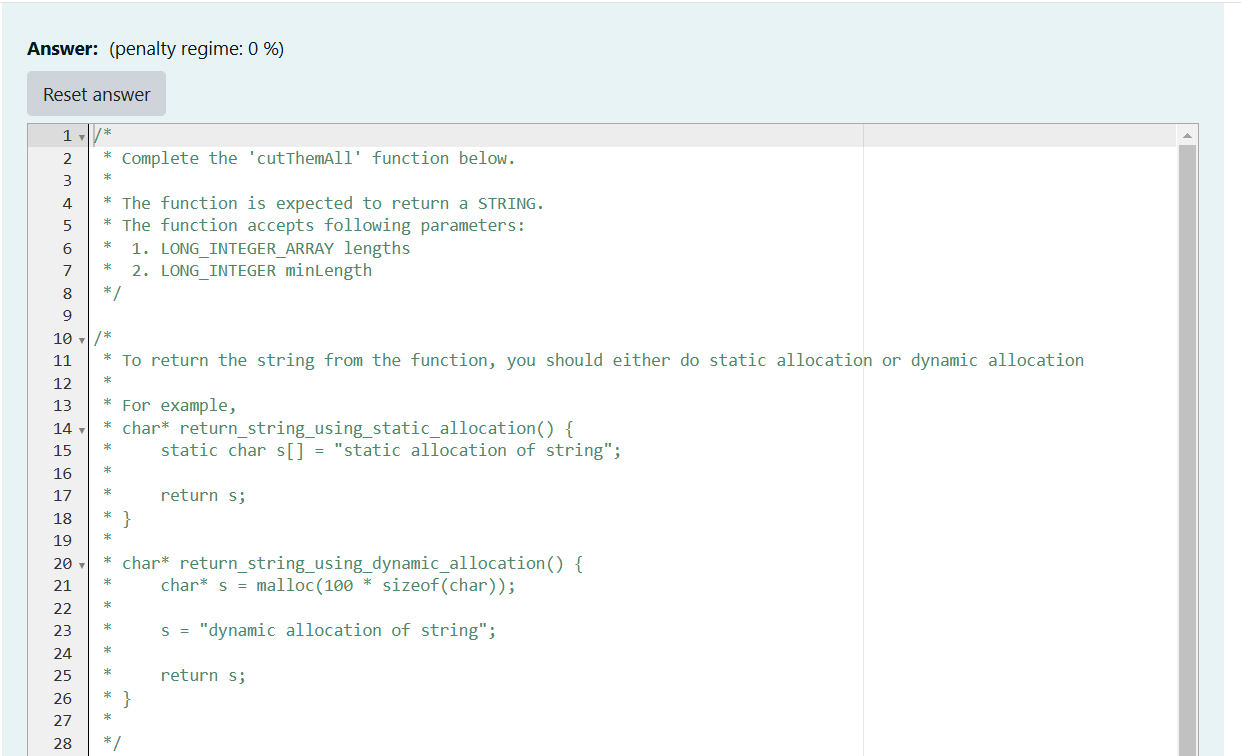 Answer: (penalty regime: 0 %)
Reset answer
1 /*
2 * Complete the 'cutThemAll' function below.
3 *
4 * The function is expected to return a STRING.
5 * The function accepts following parameters:
6 *  1. LONG_INTEGER_ARRAY lengths
7 *  2. LONG_INTEGER minLength
8 */
9
10 /*
11 * To return the string from the function, you should either do static allocation or dynamic allocation
12 *
13 * For example,
14 * char* return_string_using_static_allocation() {
15 *     static char s[] = "static allocation of string";
16 *
17 *     return s;
18 * }
19 *
20 * char* return_string_using_dynamic_allocation() {
21 *     char* s = malloc(100 * sizeof(char));
22 *
23 *     s = "dynamic allocation of string";
24 *
25 *     return s;
26 * }
27 *
28 */